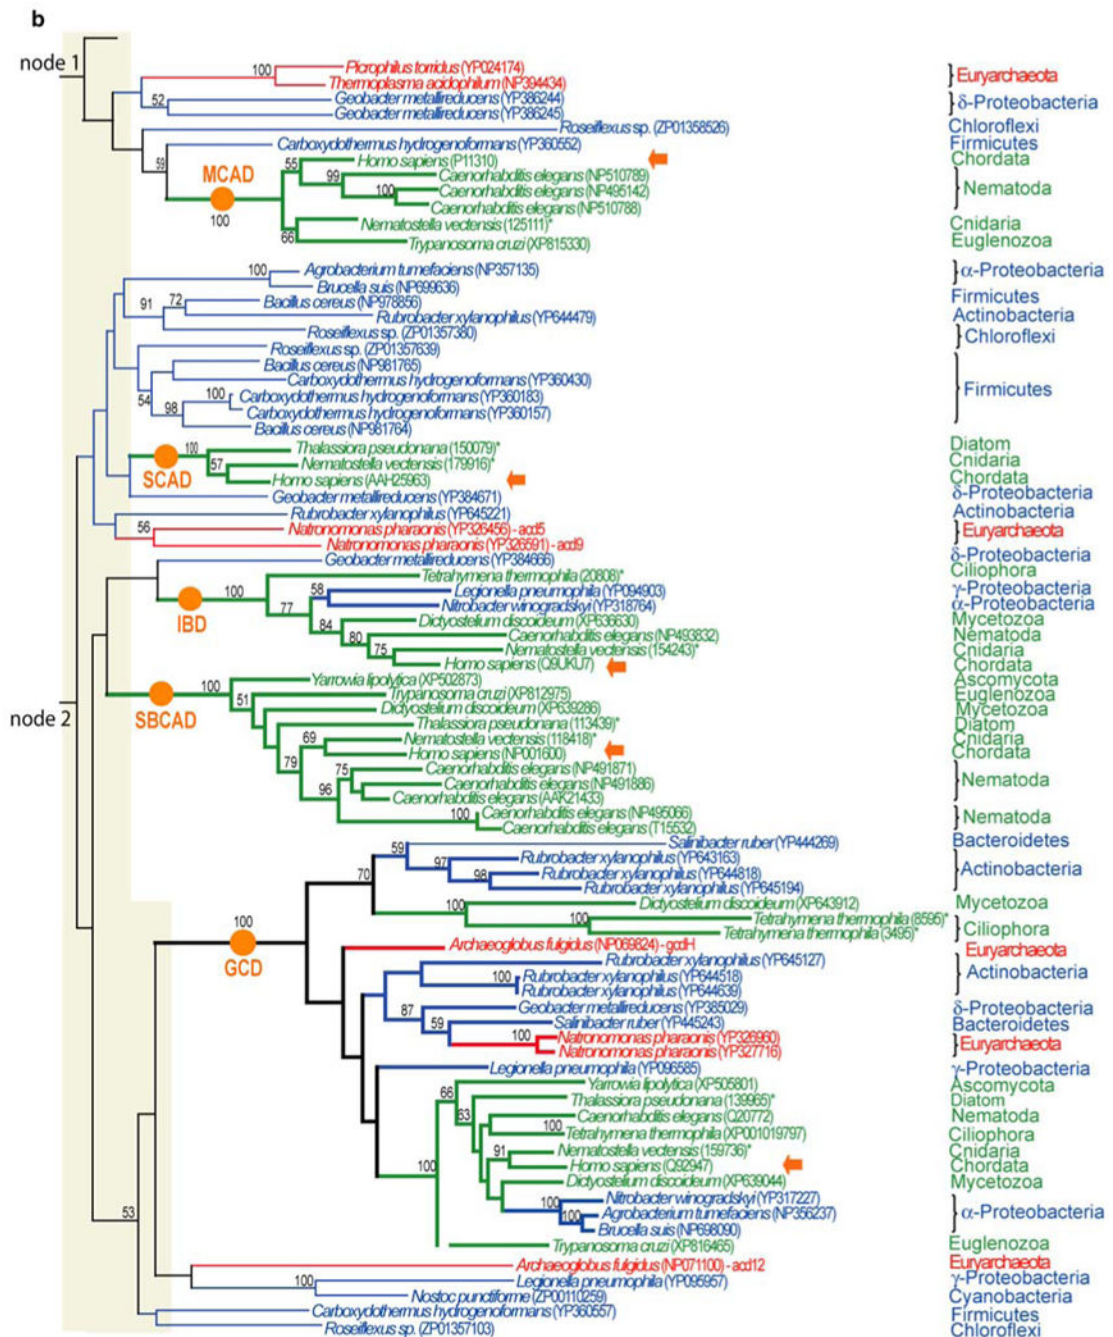 b
node 1
100 Picrophilus torridus (YP024174) Euryarchaeota
Thermoplasma acidophilum (NP394434)
52 Geobacter metallireducens (YP386244) δ-Proteobacteria
Geobacter metallireducens (YP386245)
Roseiflexus sp. (ZP01358526) Chloroflexi
59 Carboxydothermus hydrogenoformans (YP360552) Firmicutes
MCAD 100
55 Homo sapiens (P11310) Chordata
99 Caenorhabditis elegans (NP510789) Nematoda
100 Caenorhabditis elegans (NP495142)
Caenorhabditis elegans (NP510788)
66 Nematostella vectensis (125111)* Cnidaria
Trypanosoma cruzi (XP815330) Euglenozoa
100 Agrobacterium tumefaciens (NP357135) α-Proteobacteria
Brucella suis (NP699636)
91 72 Bacillus cereus (NP978856) Firmicutes
Rubrobacter xylanophilus (YP644479) Actinobacteria
Roseiflexus sp. (ZP01357380) Chloroflexi
Roseiflexus sp. (ZP01357639)
Bacillus cereus (NP981765) Firmicutes
Carboxydothermus hydrogenoformans (YP360430)
54 100 Carboxydothermus hydrogenoformans (YP360183)
98 Carboxydothermus hydrogenoformans (YP360157)
Bacillus cereus (NP981764)
SCAD
100 Thalassiora pseudonana (150079)* Diatom
57 Nematostella vectensis (179916)* Cnidaria
Homo sapiens (AAH25963) Chordata
Geobacter metallireducens (YP384671) δ-Proteobacteria
Rubrobacter xylanophilus (YP645221) Actinobacteria
56 Natronomonas pharaonis (YP326456) - acd5 Euryarchaeota
Natronomonas pharaonis (YP326591) - acd9
Geobacter metallireducens (YP384666) δ-Proteobacteria
IBD
100 Tetrahymena thermophila (20808)* Ciliophora
77 58 Legionella pneumophila (YP094903) γ-Proteobacteria
Nitrobacter winogradskyi (YP318764) α-Proteobacteria
84 Dictyostelium discoideum (XP636630) Mycetozoa
80 Caenorhabditis elegans (NP493832) Nematoda
75 Nematostella vectensis (154243)* Cnidaria
Homo sapiens (Q9UKU7) Chordata
node 2
SBCAD
100 Yarrowia lipolytica (XP502873) Ascomycota
51 Trypanosoma cruzi (XP812975) Euglenozoa
Dictyostelium discoideum (XP639286) Mycetozoa
Thalassiora pseudonana (113439)* Diatom
69 Nematostella vectensis (118418)* Cnidaria
79 Homo sapiens (NP001600) Chordata
75 Caenorhabditis elegans (NP491871) Nematoda
96 Caenorhabditis elegans (NP491886)
Caenorhabditis elegans (AAK21433)
100 Caenorhabditis elegans (NP495066) Nematoda
Caenorhabditis elegans (T15532)
59 Salinibacter ruber (YP444269) Bacteroidetes
70 97 Rubrobacter xylanophilus (YP643163) Actinobacteria
98 Rubrobacter xylanophilus (YP644818)
Rubrobacter xylanophilus (YP645194)
100 Dictyostelium discoideum (XP643912) Mycetozoa
100 Tetrahymena thermophila (8595)* Ciliophora
Tetrahymena thermophila (3495)*
100 GCD
Archaeoglobus fulgidus (NP069824) - gcdH Euryarchaeota
Rubrobacter xylanophilus (YP645127) Actinobacteria
100 Rubrobacter xylanophilus (YP644518)
Rubrobacter xylanophilus (YP644639)
87 Geobacter metallireducens (YP385029) δ-Proteobacteria
59 Salinibacter ruber (YP445243) Bacteroidetes
100 Natronomonas pharaonis (YP326960) Euryarchaeota
Natronomonas pharaonis (YP327716)
Legionella pneumophila (YP096585) γ-Proteobacteria
66 Yarrowia lipolytica (XP505801) Ascomycota
63 Thalassiora pseudonana (139965)* Diatom
Caenorhabditis elegans (Q20772) Nematoda
100 Tetrahymena thermophila (XP001019797) Ciliophora
91 Nematostella vectensis (159736)* Cnidaria
100 Homo sapiens (Q92947) Chordata
Dictyostelium discoideum (XP639044) Mycetozoa
100 Nitrobacter winogradskyi (YP317227) α-Proteobacteria
100 Agrobacterium tumefaciens (NP356237)
Brucella suis (NP698090)
53 Trypanosoma cruzi (XP816465) Euglenozoa
Archaeoglobus fulgidus (NP071100) - acd12 Euryarchaeota
100 Legionella pneumophila (YP095957) γ-Proteobacteria
Nostoc punctiforme (ZP00110259) Cyanobacteria
Carboxydothermus hydrogenoformans (YP360557) Firmicutes
Roseiflexus sp. (ZP01357103) Chloroflexi